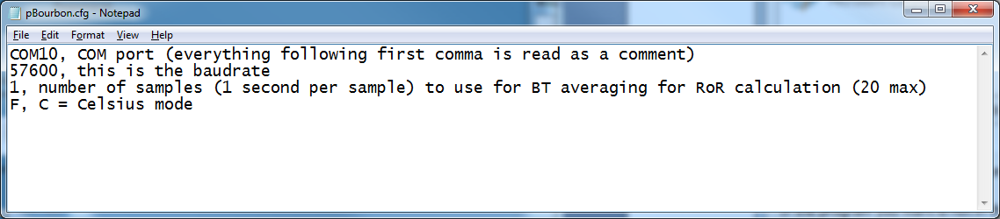 pBourbon.cfg - Notepad
File Edit Format View Help
COM10, COM port (everything following first comma is read as a comment)
57600, this is the baudrate
1, number of samples (1 second per sample) to use for BT averaging for RoR calculation (20 max)
F, C = Celsius mode